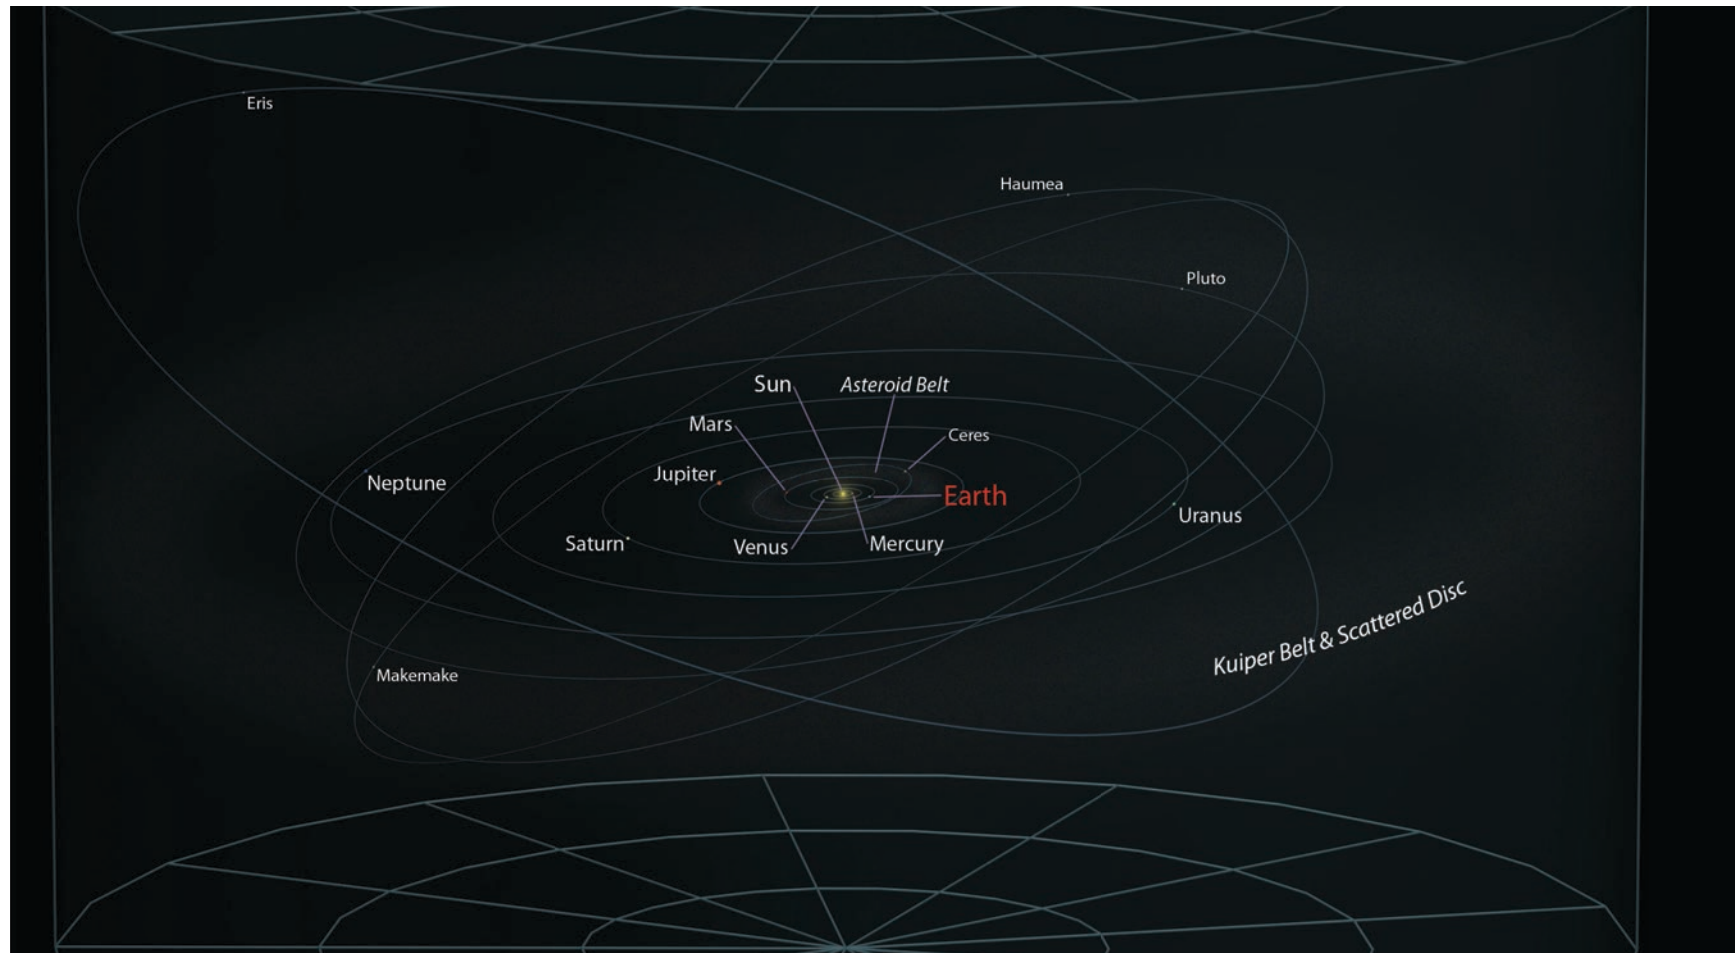 Eris
Haumea
Pluto
Sun
Asteroid Belt
Mars
Ceres
Jupiter
Neptune
Earth
Uranus
Saturn
Venus
Mercury
Kuiper Belt & Scattered Disc
Makemake